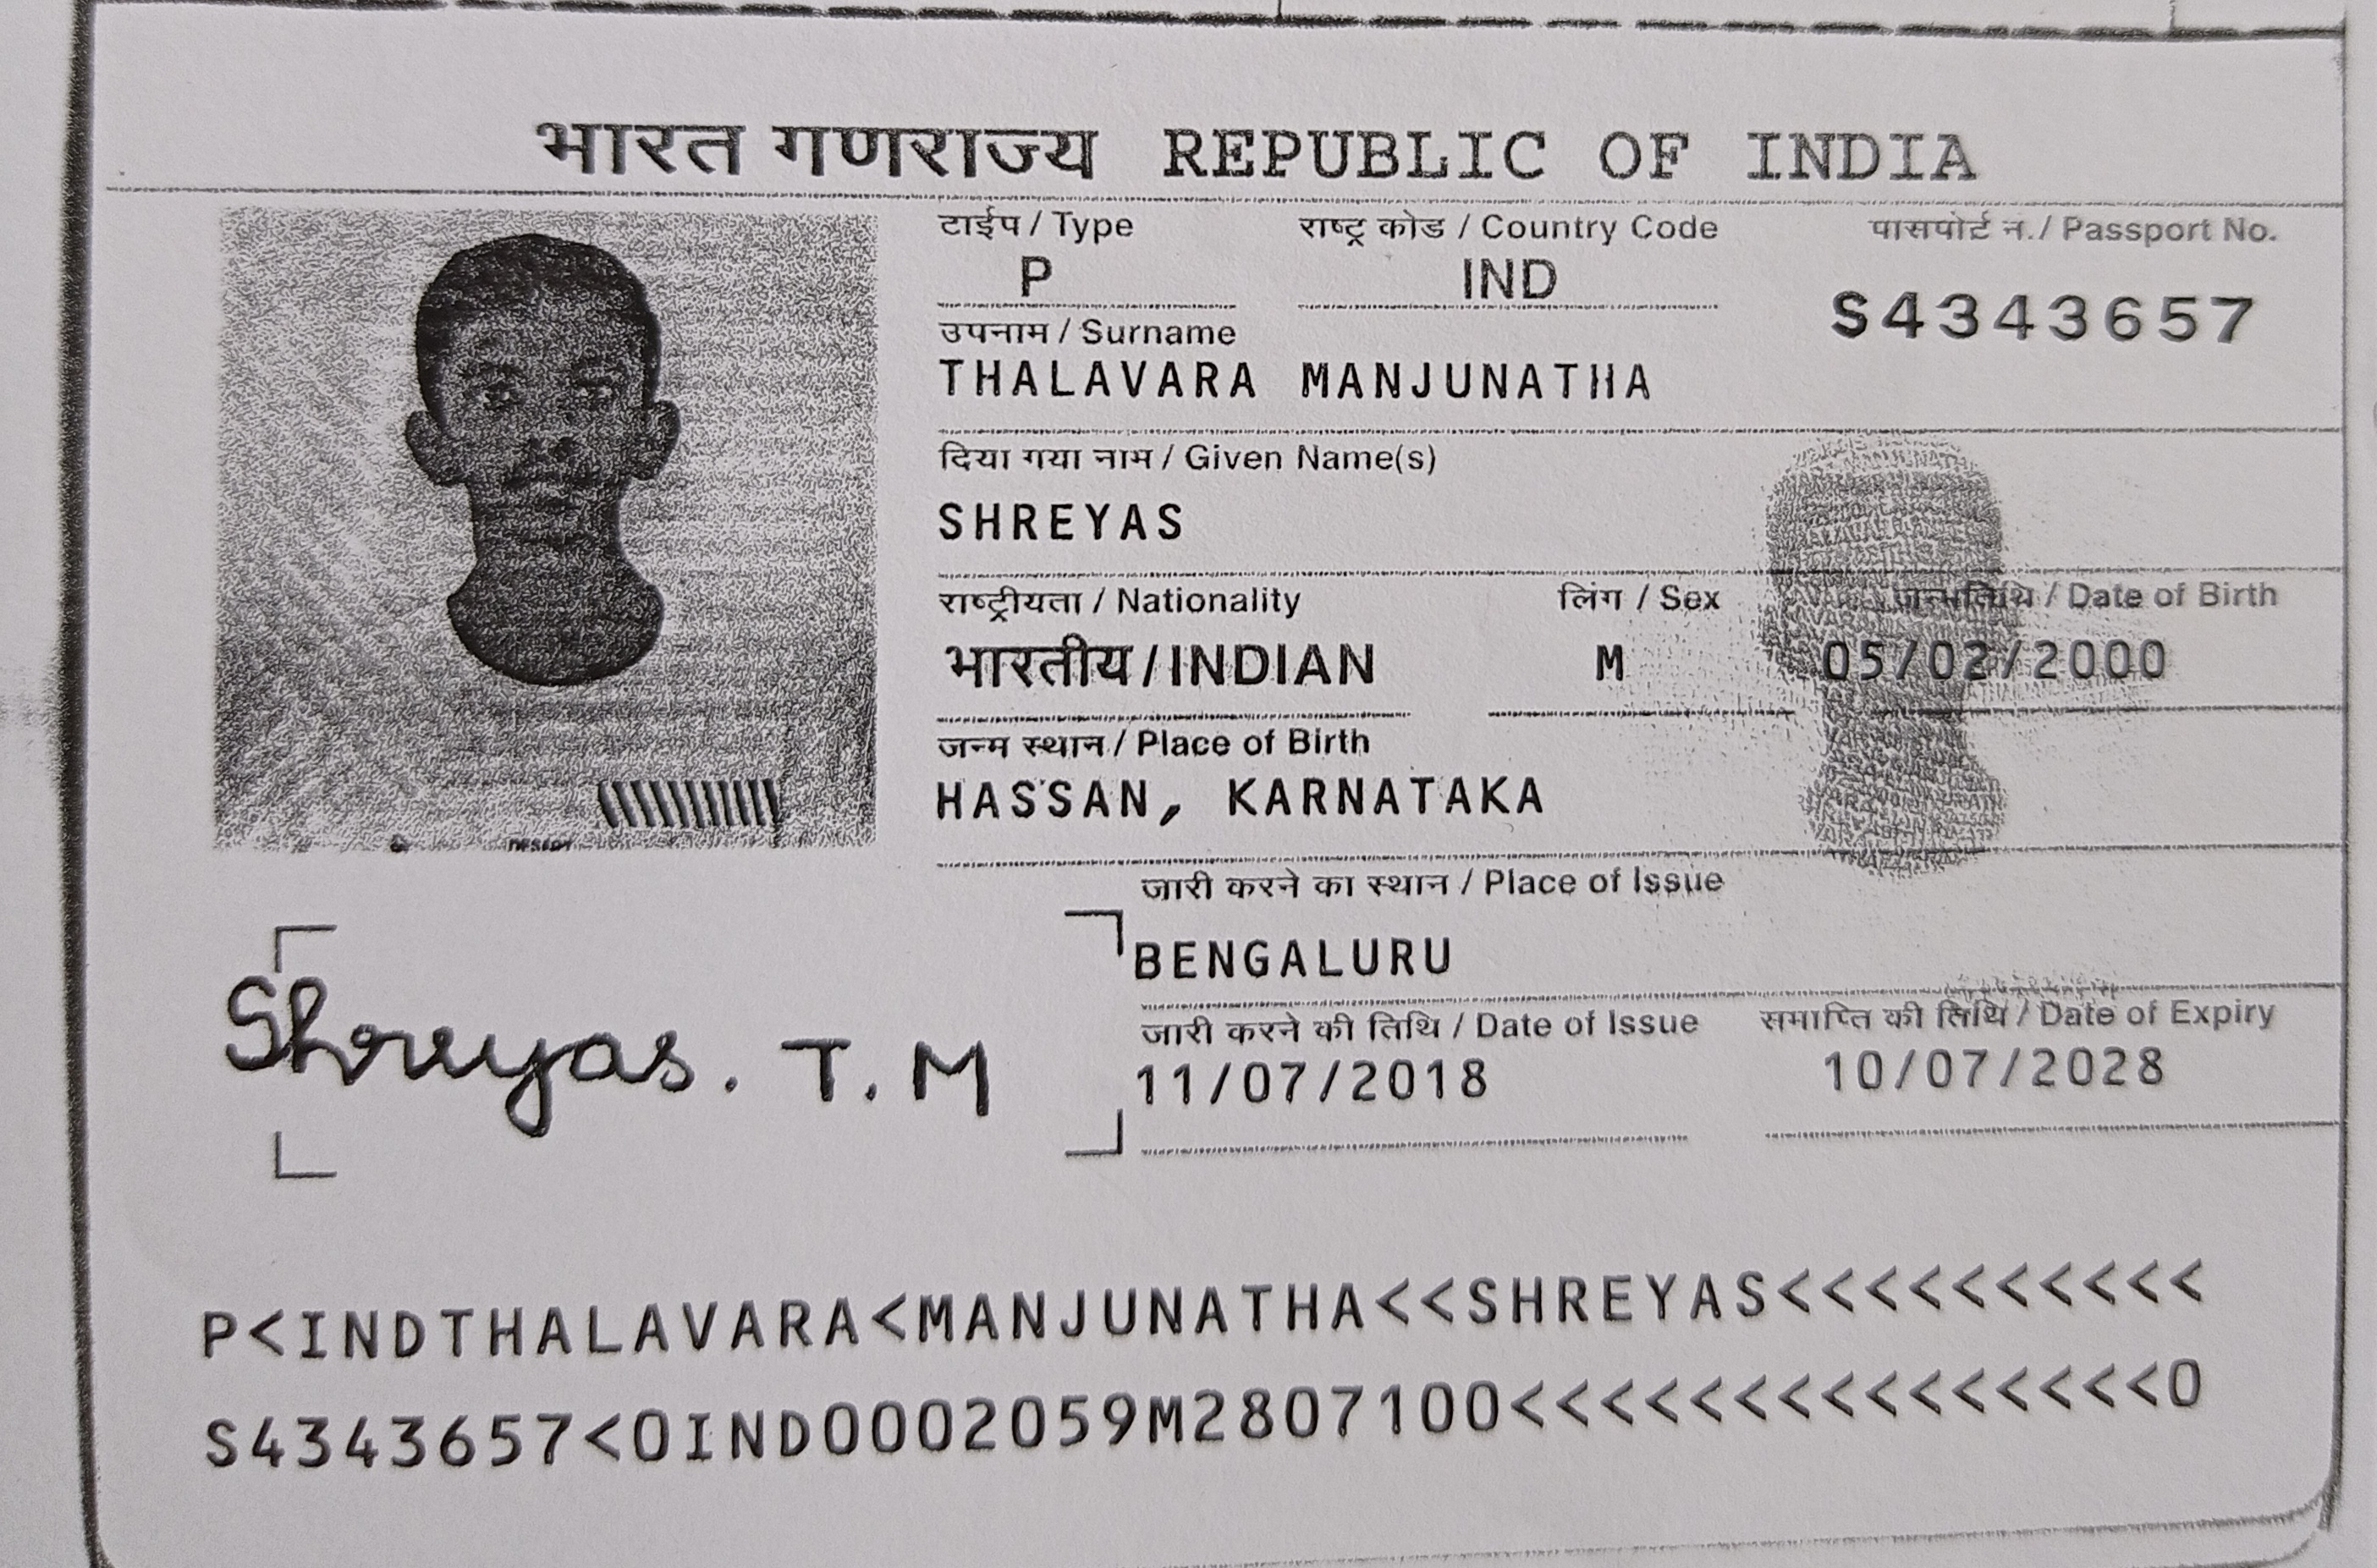 भारत गणराज्य REPUBLIC OF INDIA
टाईप / Type राष्ट्र कोड / Country Code पासपोर्ट न. / Passport No.
P IND S4343657
उपनाम / Surname
THALAVARA MANJUNATHA
दिया गया नाम / Given Name(s)
SHREYAS
राष्ट्रीयता / Nationality लिंग / Sex जन्मतिथि / Date of Birth
भारतीय / INDIAN M 05/02/2000
जन्म स्थान / Place of Birth
HASSAN, KARNATAKA
जारी करने का स्थान / Place of Issue
BENGALURU
जारी करने की तिथि / Date of Issue समाप्ति की तिथि / Date of Expiry
11/07/2018 10/07/2028
Shreyas. T. M
P<INDTHALAVARA<MANJUNATHA<<SHREYAS<<<<<<<<<<
S4343657<0IND0002059M2807100<<<<<<<<<<<<<<<0